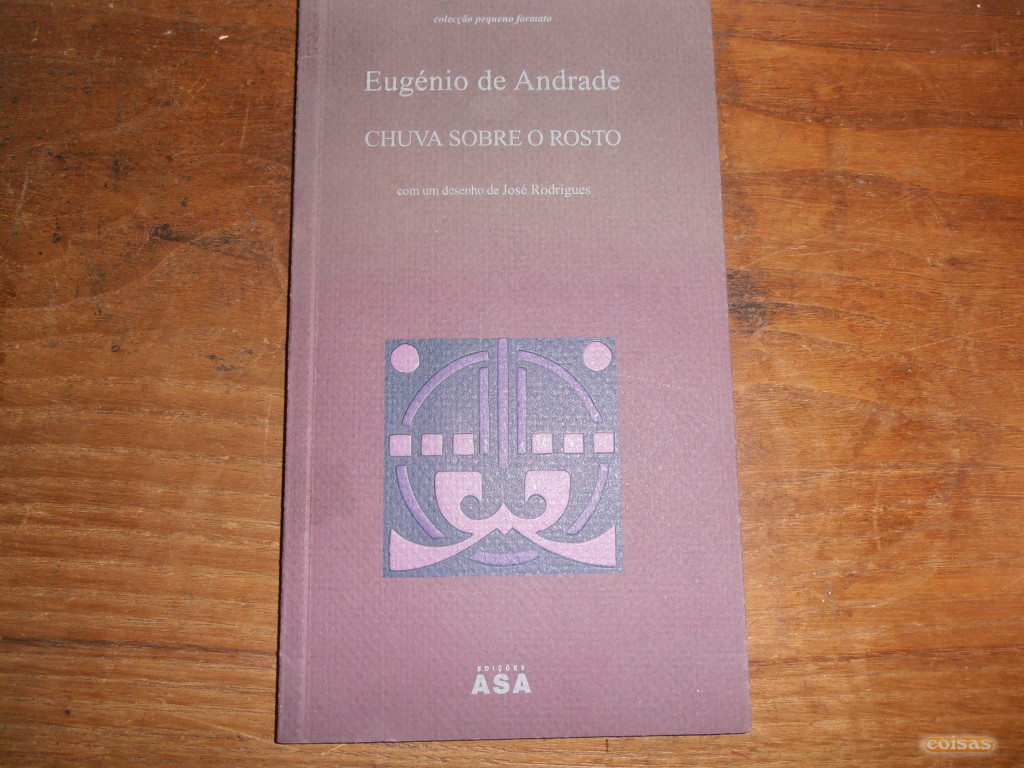 colecção pequeno formato
Eugénio de Andrade
CHUVA SOBRE O ROSTO
com um desenho de José Rodrigues
EDIÇÕES
ASA
coisas